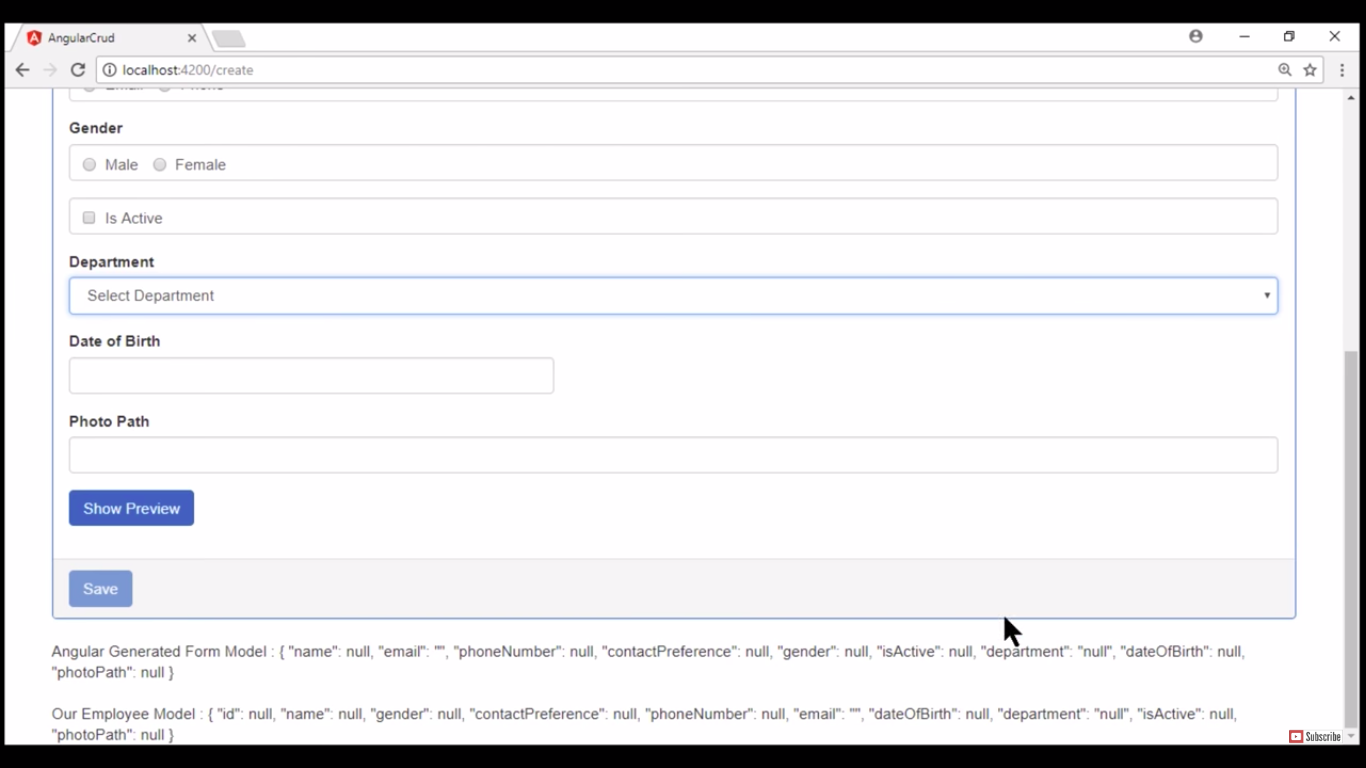 AngularCrud
localhost:4200/create
Email Phone
Gender
Male Female
Is Active
Department
Select Department
Date of Birth
Photo Path
Show Preview
Save
Angular Generated Form Model : { "name": null, "email": "", "phoneNumber": null, "contactPreference": null, "gender": null, "isActive": null, "department": "null", "dateOfBirth": null,
"photoPath": null }
Our Employee Model : { "id": null, "name": null, "gender": null, "contactPreference": null, "phoneNumber": null, "email": "", "dateOfBirth": null, "department": "null", "isActive": null,
"photoPath": null }
Subscribe